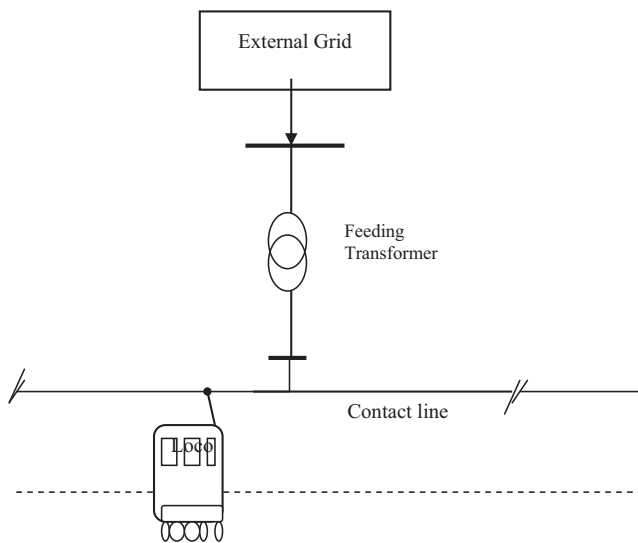 External Grid
Feeding
Transformer
Contact line
Loco